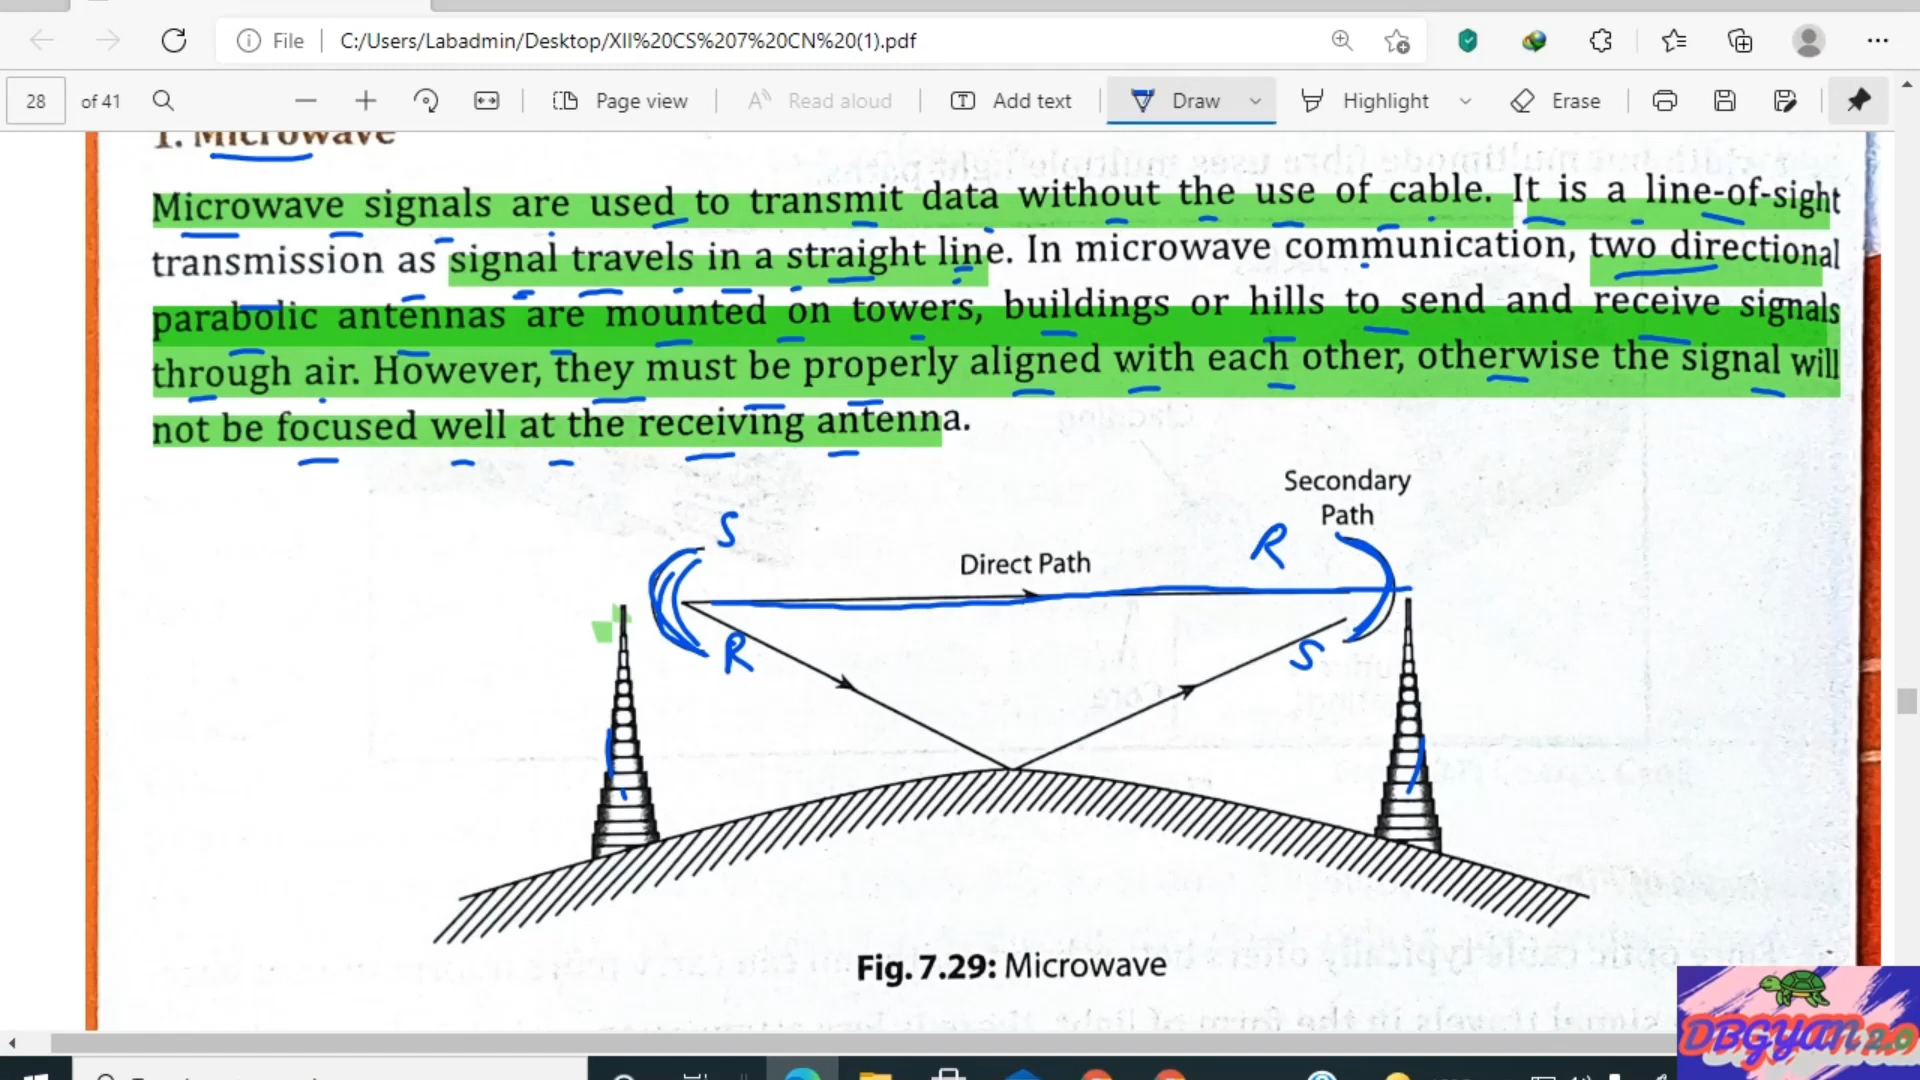 File
C:/Users/Labadmin/Desktop/XII%20CS%207%20CN%20(1).pdf
28 of 41
Page view
Read aloud
Add text
Draw
Highlight
Erase
1. Microwave
Microwave signals are used to transmit data without the use of cable. It is a line-of-sight
transmission as signal travels in a straight line. In microwave communication, two directional
parabolic antennas are mounted on towers, buildings or hills to send and receive signals
through air. However, they must be properly aligned with each other, otherwise the signal will
not be focused well at the receiving antenna.
Secondary
Path
S
R
Direct Path
R
S
Fig.7.29: Microwave
DBGYAN 2.0